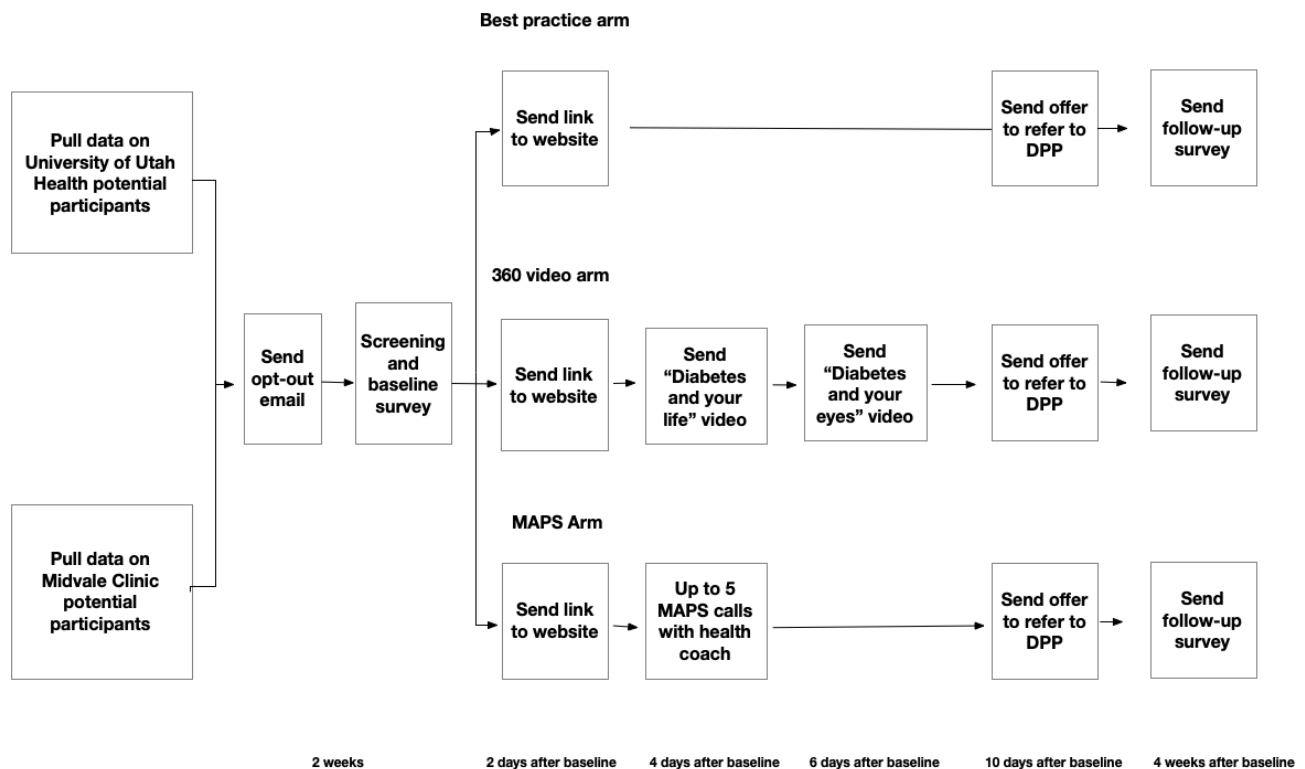 Best practice arm
Pull data on
University of Utah
Health potential
participants
Send link
to website
Send offer
to refer to
DPP
Send
follow-up
survey
360 video arm
Send
opt-out
email
Screening
and
baseline
survey
Send link
to website
Send
“Diabetes
and your
life” video
Send
“Diabetes
and your
eyes” video
Send offer
to refer to
DPP
Send
follow-up
survey
MAPS Arm
Pull data on
Midvale Clinic
potential
participants
Send link
to website
Up to 5
MAPS calls
with health
coach
Send offer
to refer to
DPP
Send
follow-up
survey
2 weeks
2 days after baseline
4 days after baseline
6 days after baseline
10 days after baseline
4 weeks after baseline